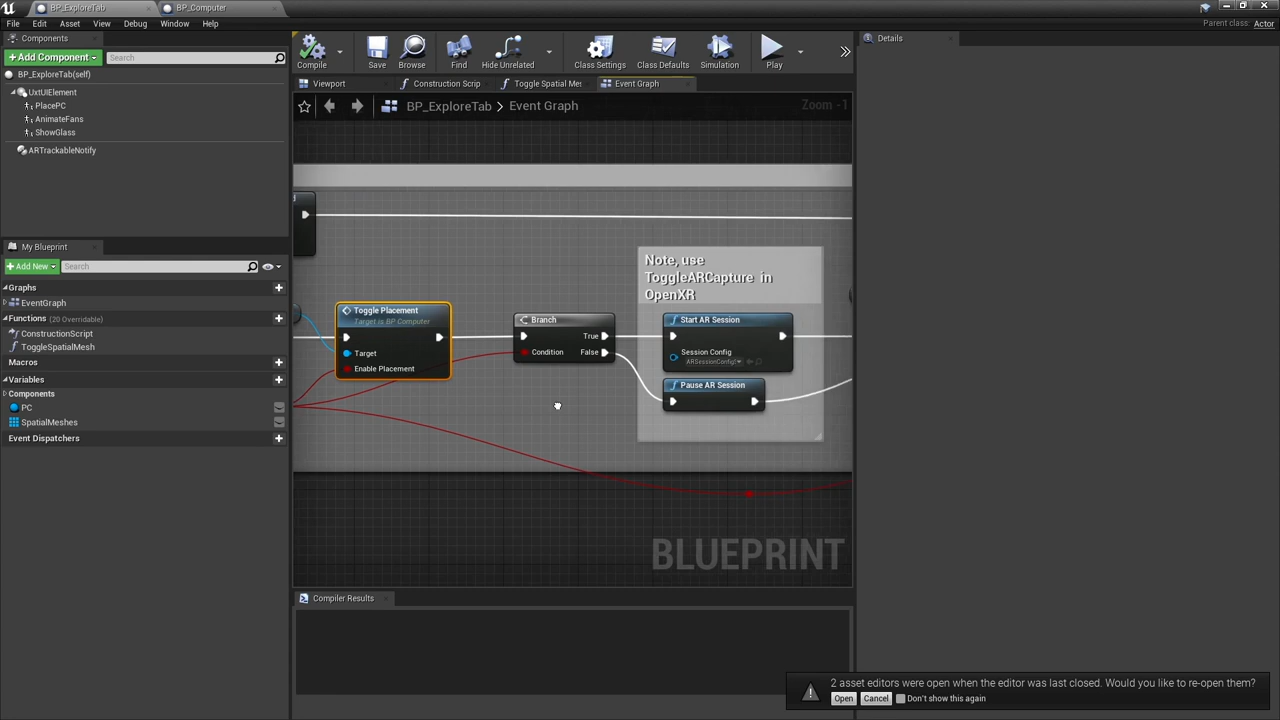 BP_ExploreTab
BP_Computer
File Edit Asset View Debug Window Help
Parent class: Actor
Components
+Add Component
Search
BP_ExploreTab(self)
UxtUIElement
PlacePC
AnimateFans
ShowGlass
ARTrackableNotify
My Blueprint
+Add New
Search
Graphs
EventGraph
Functions (20 Overridable)
ConstructionScript
ToggleSpatialMesh
Macros
Variables
Components
PC
SpatialMeshes
Event Dispatchers
Compile
Save
Browse
Find
Hide Unrelated
Class Settings
Class Defaults
Simulation
Play
Viewport
Construction Scrip
Toggle Spatial Me
Event Graph
BP_ExploreTab > Event Graph
Zoom -1
Note, use
ToggleARCapture in
OpenXR
Toggle Placement
Target is BP Computer
Target
Enable Placement
Branch
True
Condition
False
Start AR Session
Session Config
Pause AR Session
BLUEPRINT
Compiler Results
Details
2 asset editors were open when the editor was last closed. Would you like to re-open them?
Open Cancel Don't show this again